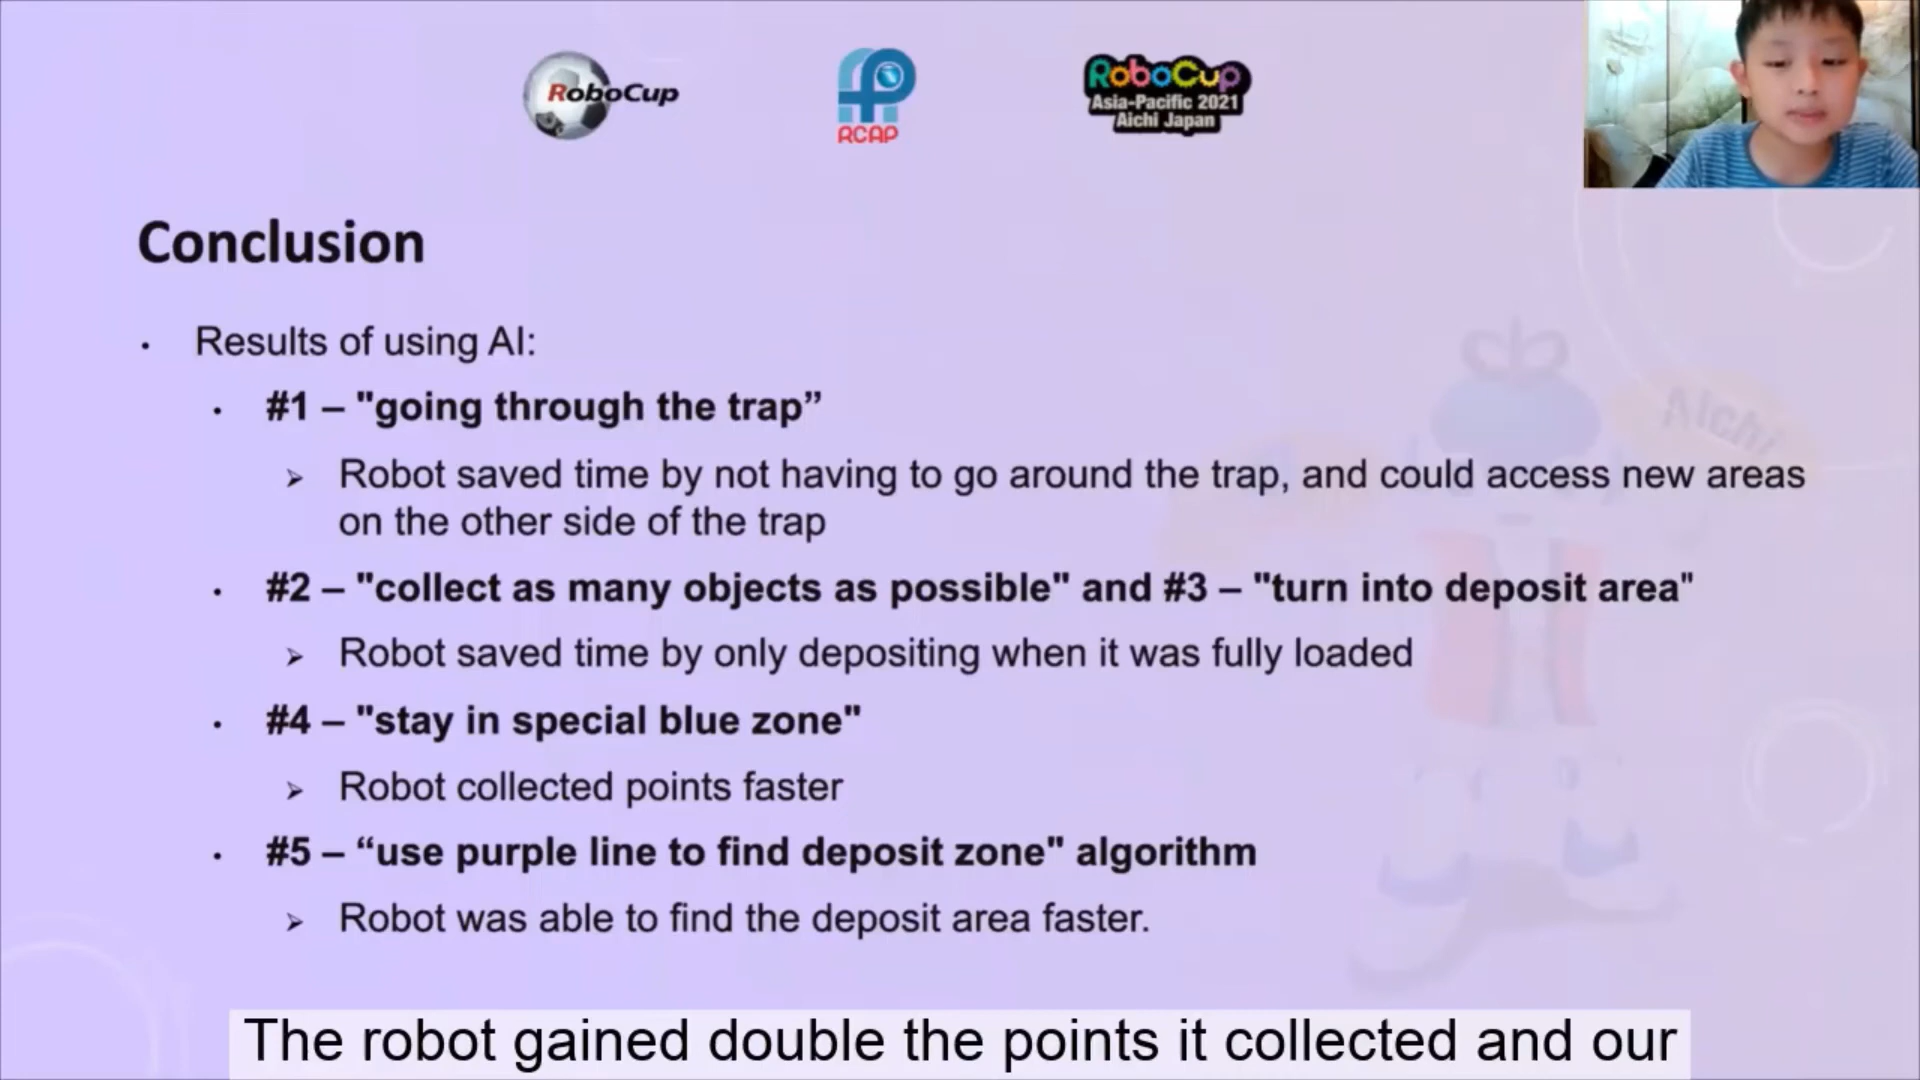 RoboCup
RCAP
RoboCup
Asia-Pacific 2021
Aichi Japan
Conclusion
• Results of using AI:
• #1 – "going through the trap”
➢ Robot saved time by not having to go around the trap, and could access new areas
on the other side of the trap
• #2 – "collect as many objects as possible" and #3 – "turn into deposit area"
➢ Robot saved time by only depositing when it was fully loaded
• #4 – "stay in special blue zone"
➢ Robot collected points faster
• #5 – “use purple line to find deposit zone" algorithm
➢ Robot was able to find the deposit area faster.
Aichi
The robot gained double the points it collected and our